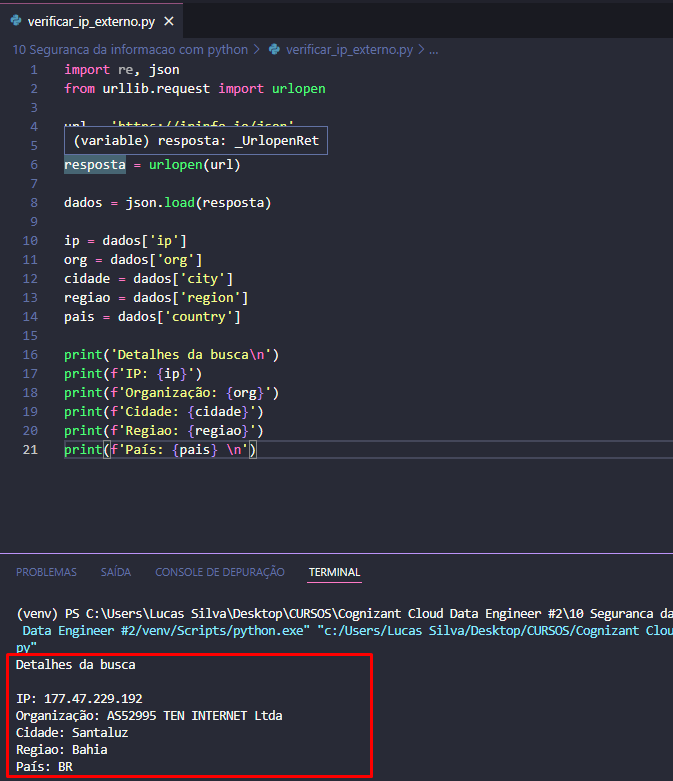 verificar_ip_externo.py
10 Seguranca da informacao com python > verificar_ip_externo.py > ...
1 import re, json
2 from urllib.request import urlopen
3
4 url = 'https://ipinfo.io/json'
5 (variable) resposta: _UrlopenRet
6 resposta = urlopen(url)
7
8 dados = json.load(resposta)
9
10 ip = dados['ip']
11 org = dados['org']
12 cidade = dados['city']
13 regiao = dados['region']
14 pais = dados['country']
15
16 print('Detalhes da busca\n')
17 print(f'IP: {ip}')
18 print(f'Organização: {org}')
19 print(f'Cidade: {cidade}')
20 print(f'Regiao: {regiao}')
21 print(f'País: {pais} \n')
PROBLEMAS SAÍDA CONSOLE DE DEPURAÇÃO TERMINAL
(venv) PS C:\Users\Lucas Silva\Desktop\CURSOS\Cognizant Cloud Data Engineer #2\10 Seguranca da
Data Engineer #2/venv/Scripts/python.exe" "c:/Users/Lucas Silva/Desktop/CURSOS/Cognizant Clou
py"
Detalhes da busca
IP: 177.47.229.192
Organização: AS52995 TEN INTERNET Ltda
Cidade: Santaluz
Regiao: Bahia
País: BR